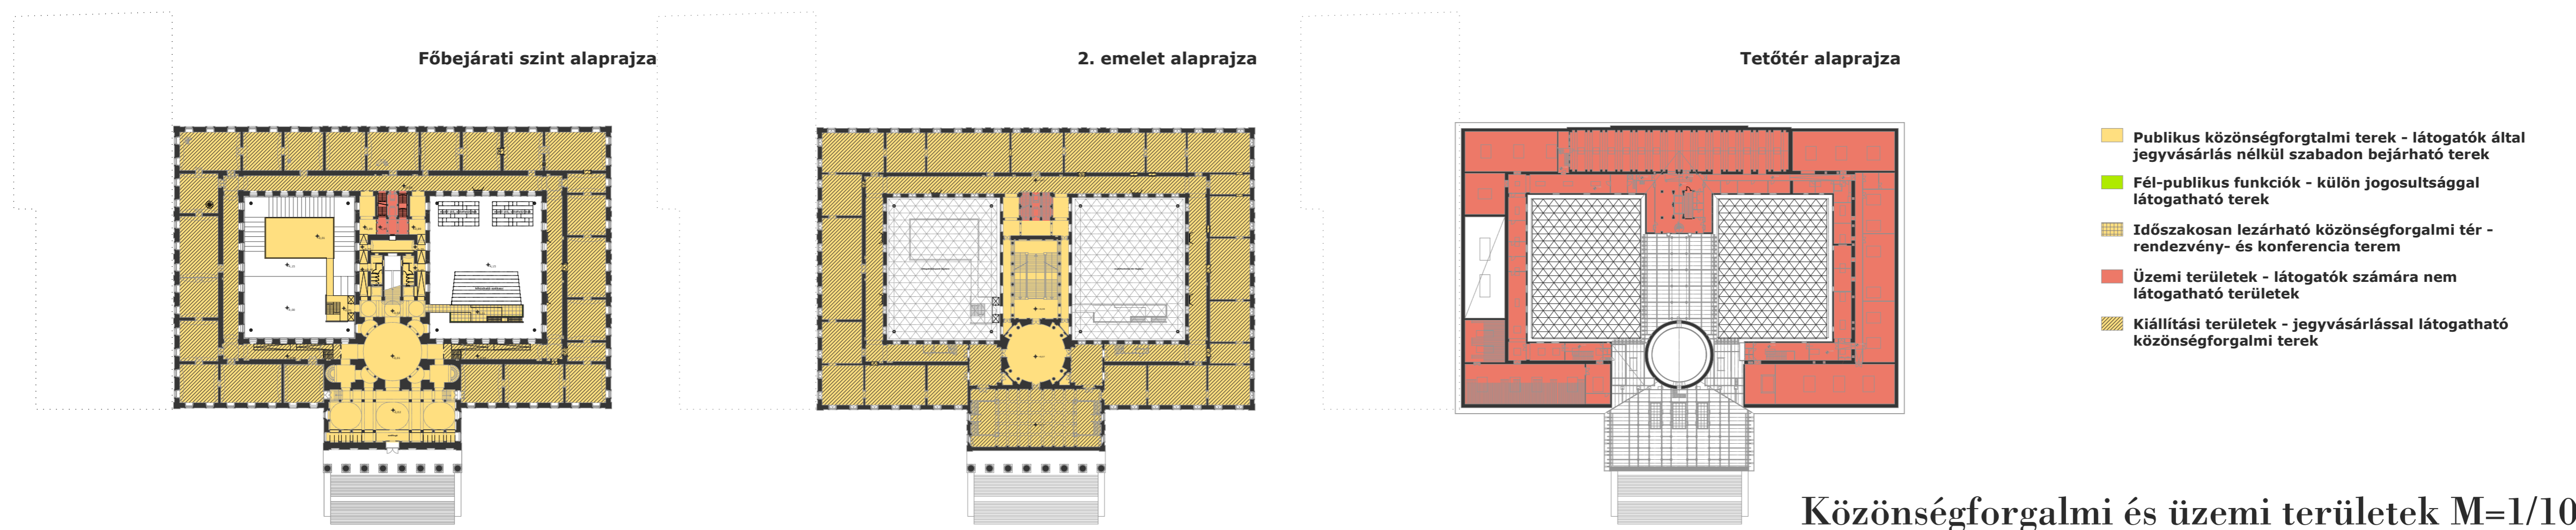 Főbejárati szint alaprajza
2. emelet alaprajza
Tetőtér alaprajza
Publikus közönségforgtalmi terek - látogatók által
jegyvásárlás nélkül szabadon bejárható terek
Fél-publikus funkciók - külön jogosultsággal
látogatható terek
Időszakosan lezárható közönségforgalmi tér -
rendezvény- és konferencia terem
Üzemi területek - látogatók számára nem
látogatható területek
Kiállítási területek - jegyvásárlással látogatható
közönségforgalmi terek
Közönségforgalmi és üzemi területek M=1/10